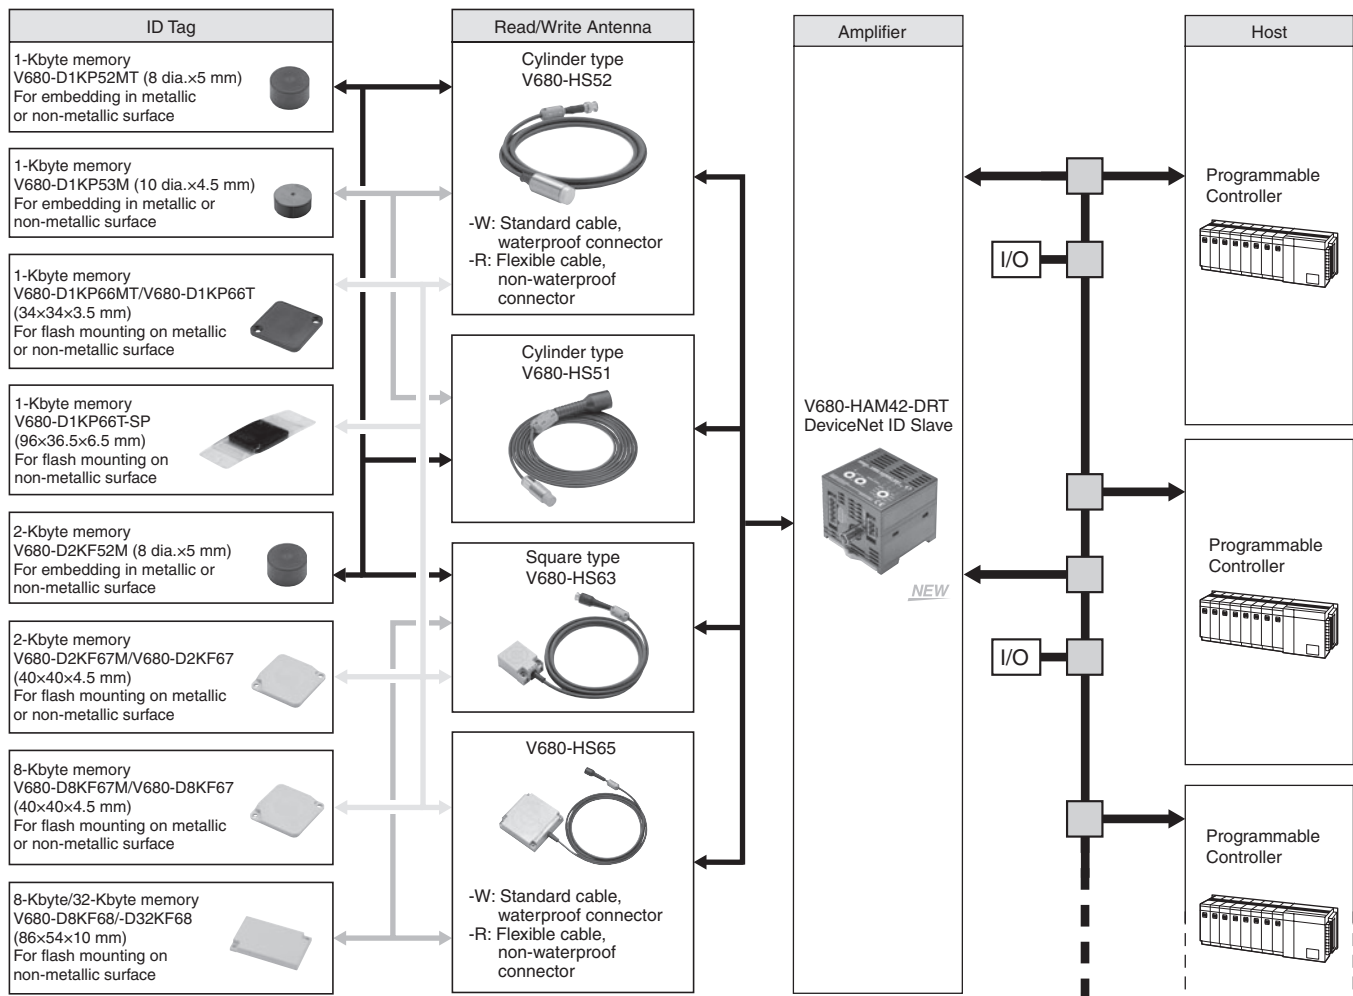 ID Tag
1-Kbyte memory
V680-D1KP52MT (8 dia.×5 mm)
For embedding in metallic
or non-metallic surface
1-Kbyte memory
V680-D1KP53M (10 dia.×4.5 mm)
For embedding in metallic or
non-metallic surface
1-Kbyte memory
V680-D1KP66MT/V680-D1KP66T
(34×34×3.5 mm)
For flash mounting on metallic
or non-metallic surface
1-Kbyte memory
V680-D1KP66T-SP
(96×36.5×6.5 mm)
For flash mounting on
non-metallic surface
2-Kbyte memory
V680-D2KF52M (8 dia.×5 mm)
For embedding in metallic or
non-metallic surface
2-Kbyte memory
V680-D2KF67M/V680-D2KF67
(40×40×4.5 mm)
For flash mounting on metallic
or non-metallic surface
8-Kbyte memory
V680-D8KF67M/V680-D8KF67
(40×40×4.5 mm)
For flash mounting on metallic
or non-metallic surface
8-Kbyte/32-Kbyte memory
V680-D8KF68/-D32KF68
(86×54×10 mm)
For flash mounting on
non-metallic surface
Read/Write Antenna
Cylinder type
V680-HS52
-W: Standard cable,
waterproof connector
-R: Flexible cable,
non-waterproof
connector
Cylinder type
V680-HS51
Square type
V680-HS63
V680-HS65
-W: Standard cable,
waterproof connector
-R: Flexible cable,
non-waterproof
connector
Amplifier
V680-HAM42-DRT
DeviceNet ID Slave
NEW
I/O
I/O
Host
Programmable
Controller
Programmable
Controller
Programmable
Controller